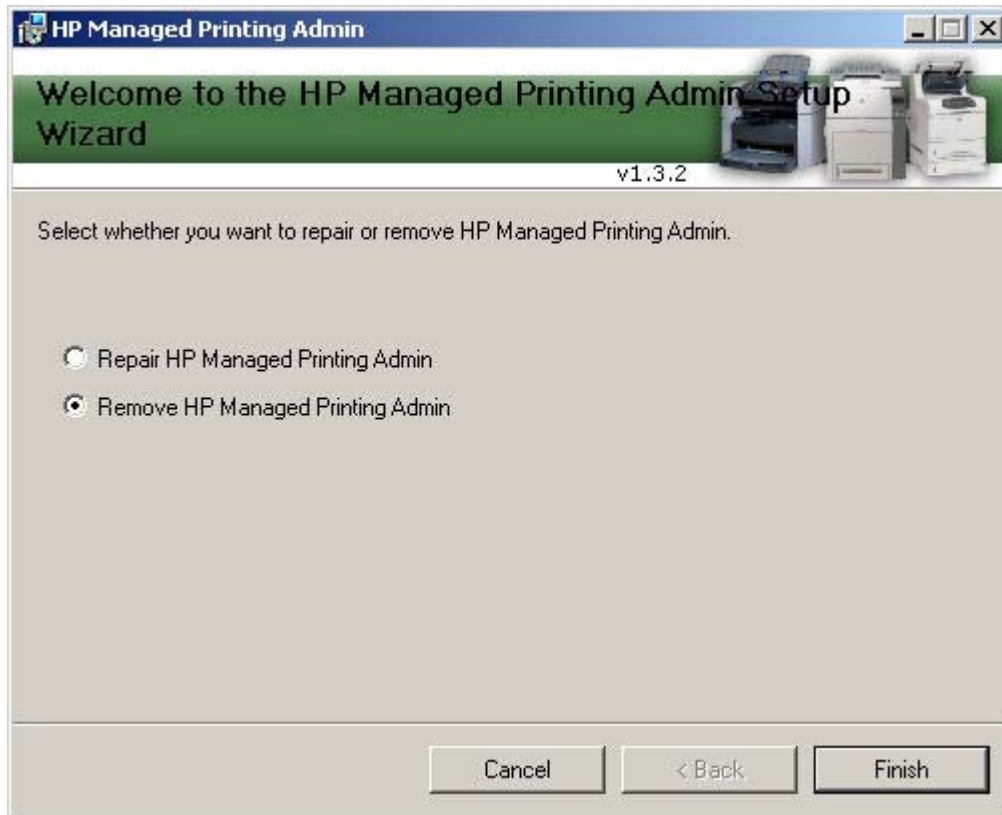 HP Managed Printing Admin
Welcome to the HP Managed Printing Admin Setup
Wizard
v1.3.2
Select whether you want to repair or remove HP Managed Printing Admin.
Repair HP Managed Printing Admin
Remove HP Managed Printing Admin
Cancel
< Back
Finish